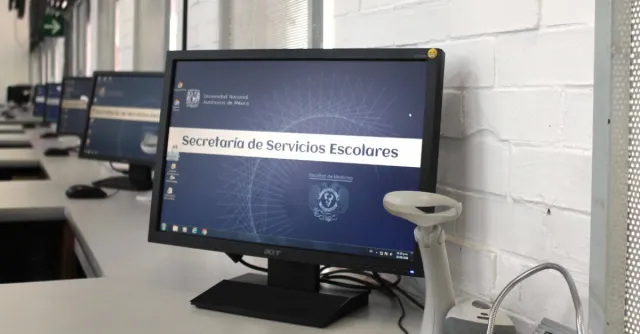 Universidad Nacional
Autónoma de México
Secretaría de Servicios Escolares
Facultad de Medicina
acer